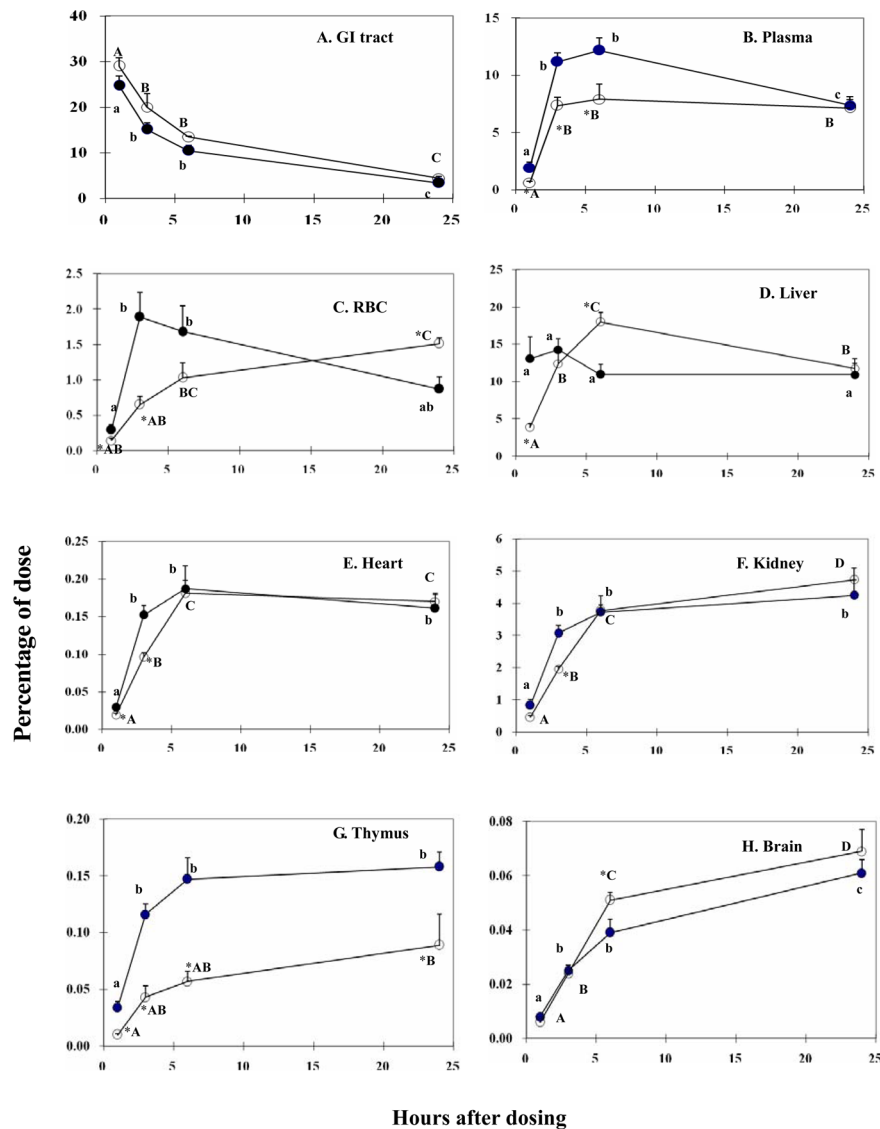 A. GI tract
40
30
20
10
0
0 5 10 15 20 25
A
B
B
C
a
b
b
c
B. Plasma
15
10
5
0
0 5 10 15 20 25
b
b
c
a
*B
*B
B
*A
C. RBC
2.5
2.0
1.5
1.0
0.5
0.0
0 5 10 15 20 25
b
b
*C
a
BC
ab
*AB
*AB
D. Liver
30
25
20
15
10
5
0
0 5 10 15 20 25
*C
a
B
a
B
a
a
*A
E. Heart
0.25
0.20
0.15
0.10
0.05
0.00
0 5 10 15 20 25
b
C
b
C
b
*B
a
*A
F. Kidney
6
5
4
3
2
1
0
0 5 10 15 20 25
D
b
b
C
b
*B
a
A
G. Thymus
0.20
0.15
0.10
0.05
0.00
0 5 10 15 20 25
b
b
b
a
*AB
*B
*AB
*A
H. Brain
0.08
0.06
0.04
0.02
0.00
0 5 10 15 20 25
D
*C
c
b
b
B
a
A
Percentage of dose
Hours after dosing